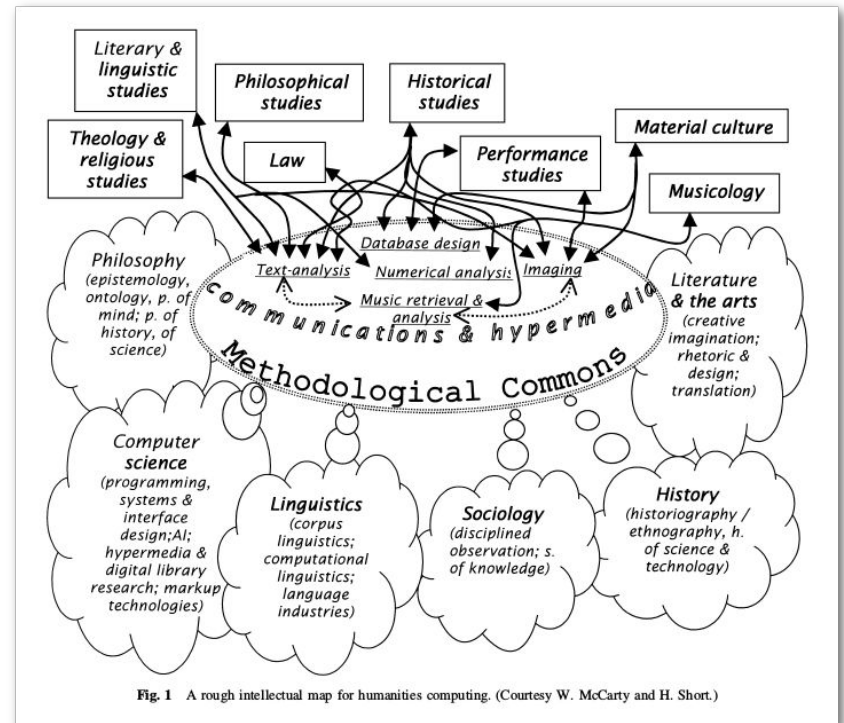 Literary &
linguistic
studies
Philosophical
studies
Historical
studies
Material culture
Theology &
religious
studies
Law
Performance
studies
Musicology
Database design
Text-analysis
Numerical analysis
Imaging
Music retrieval &
analysis
communications & hypermedia
Methodological Commons
Philosophy
(epistemology,
ontology, p. of
mind; p. of
history, of
science)
Literature
& the arts
(creative
imagination;
rhetoric &
design;
translation)
Computer
science
(programming,
systems &
interface
design;AI;
hypermedia &
digital library
research; markup
technologies)
Linguistics
(corpus
linguistics;
computational
linguistics;
language
industries)
Sociology
(disciplined
observation; s.
of knowledge)
History
(historiography /
ethnography, h.
of science &
technology)
Fig. 1 A rough intellectual map for humanities computing. (Courtesy W. McCarty and H. Short.)